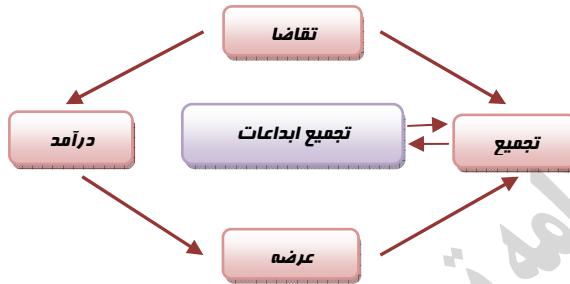 تقاضا
تجمیع
تجمیع ابداعات
درآمد
عرضه